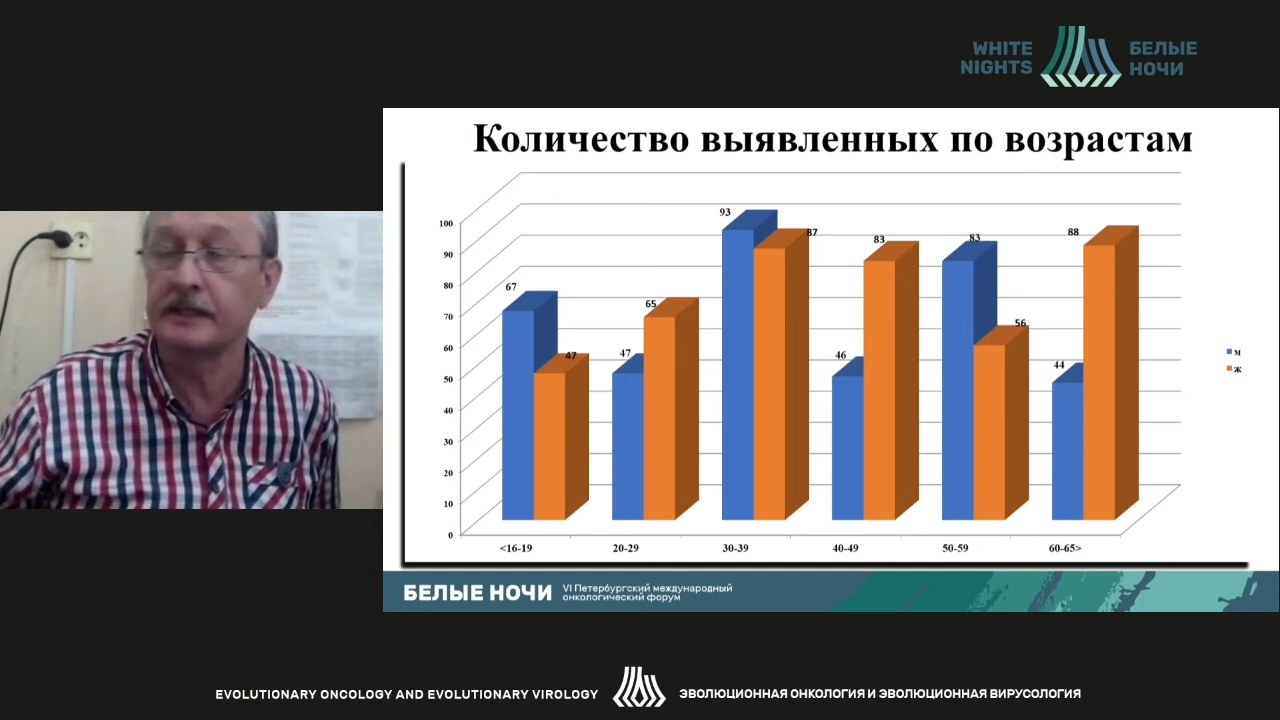 WHITE
NIGHTS
БЕЛЫЕ
НОЧИ
Количество выявленных по возрастам
100
90
80
70
60
50
40
30
20
10
0
67
47
47
65
93
87
46
83
83
56
44
88
<16-19
20-29
30-39
40-49
50-59
60-65>
м
ж
БЕЛЫЕ НОЧИ
VI Петербургский международный
онкологический форум
EVOLUTIONARY ONCOLOGY AND EVOLUTIONARY VIROLOGY
ЭВОЛЮЦИОННАЯ ОНКОЛОГИЯ И ЭВОЛЮЦИОННАЯ ВИРУСОЛОГИЯ